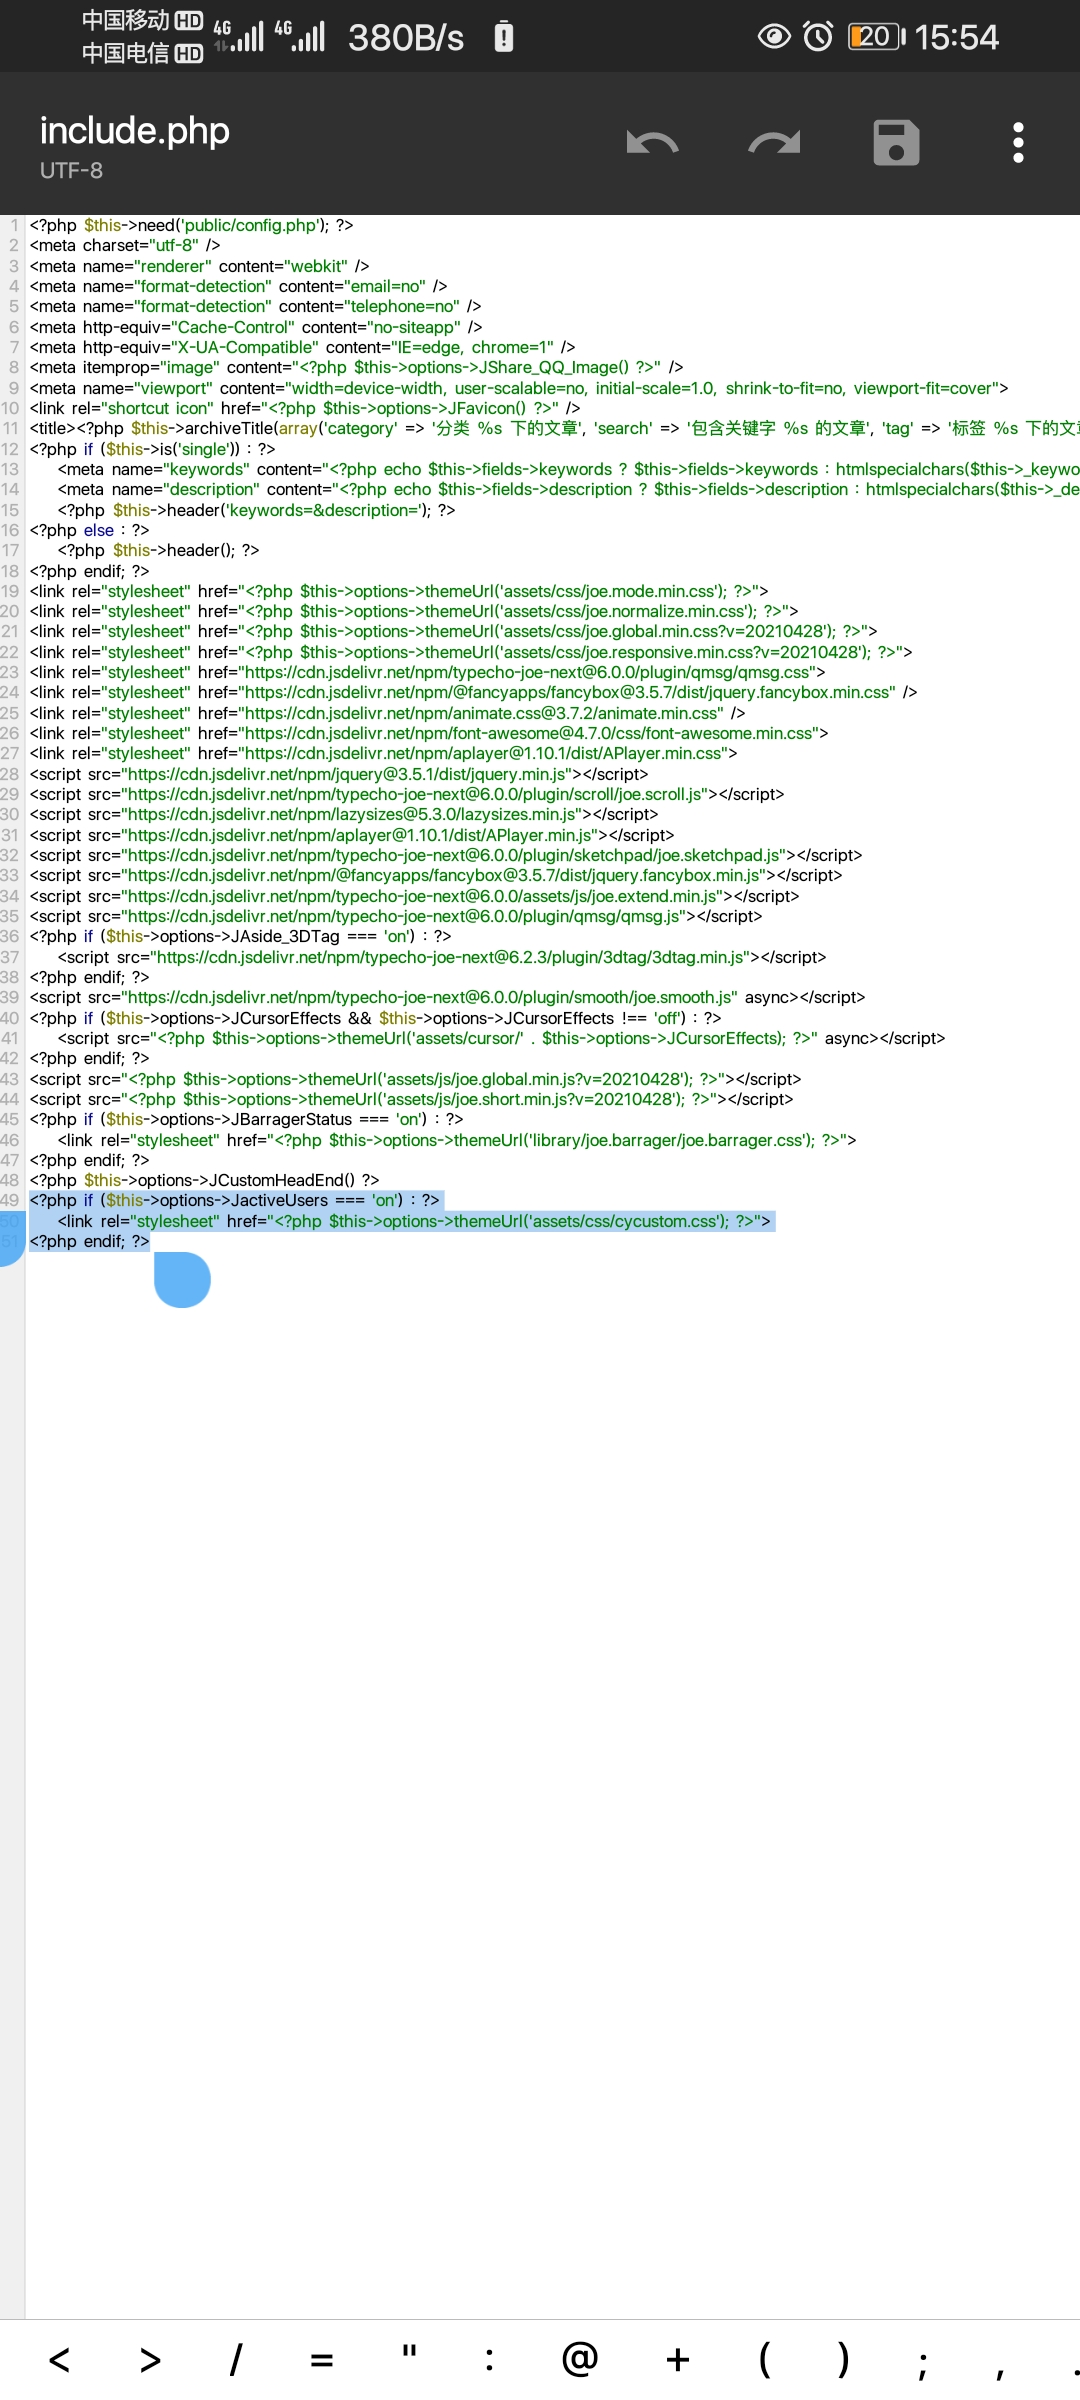 中国移动 HD 4G 4G 380B/s 20 15:54
中国电信 HD
include.php
UTF-8
1 <?php $this->need('public/config.php'); ?>
2 <meta charset="utf-8" />
3 <meta name="renderer" content="webkit" />
4 <meta name="format-detection" content="email=no" />
5 <meta name="format-detection" content="telephone=no" />
6 <meta http-equiv="Cache-Control" content="no-siteapp" />
7 <meta http-equiv="X-UA-Compatible" content="IE=edge, chrome=1" />
8 <meta itemprop="image" content="<?php $this->options->JShare_QQ_Image() ?>" />
9 <meta name="viewport" content="width=device-width, user-scalable=no, initial-scale=1.0, shrink-to-fit=no, viewport-fit=cover">
10 <link rel="shortcut icon" href="<?php $this->options->JFavicon() ?>" />
11 <title><?php $this->archiveTitle(array('category' => '分类 %s 下的文章', 'search' => '包含关键字 %s 的文章', 'tag' => '标签 %s 下的文章
12 <?php if ($this->is('single')) : ?>
13 <meta name="keywords" content="<?php echo $this->fields->keywords ? $this->fields->keywords : htmlspecialchars($this->_keywo
14 <meta name="description" content="<?php echo $this->fields->description ? $this->fields->description : htmlspecialchars($this->_de
15 <?php $this->header('keywords=&description='); ?>
16 <?php else : ?>
17 <?php $this->header(); ?>
18 <?php endif; ?>
19 <link rel="stylesheet" href="<?php $this->options->themeUrl('assets/css/joe.mode.min.css'); ?>">
20 <link rel="stylesheet" href="<?php $this->options->themeUrl('assets/css/joe.normalize.min.css'); ?>">
21 <link rel="stylesheet" href="<?php $this->options->themeUrl('assets/css/joe.global.min.css?v=20210428'); ?>">
22 <link rel="stylesheet" href="<?php $this->options->themeUrl('assets/css/joe.responsive.min.css?v=20210428'); ?>">
23 <link rel="stylesheet" href="https://cdn.jsdelivr.net/npm/typecho-joe-next@6.0.0/plugin/qmsg/qmsg.css">
24 <link rel="stylesheet" href="https://cdn.jsdelivr.net/npm/@fancyapps/fancybox@3.5.7/dist/jquery.fancybox.min.css" />
25 <link rel="stylesheet" href="https://cdn.jsdelivr.net/npm/animate.css@3.7.2/animate.min.css" />
26 <link rel="stylesheet" href="https://cdn.jsdelivr.net/npm/font-awesome@4.7.0/css/font-awesome.min.css">
27 <link rel="stylesheet" href="https://cdn.jsdelivr.net/npm/aplayer@1.10.1/dist/APlayer.min.css">
28 <script src="https://cdn.jsdelivr.net/npm/jquery@3.5.1/dist/jquery.min.js"></script>
29 <script src="https://cdn.jsdelivr.net/npm/typecho-joe-next@6.0.0/plugin/scroll/joe.scroll.js"></script>
30 <script src="https://cdn.jsdelivr.net/npm/lazysizes@5.3.0/lazysizes.min.js"></script>
31 <script src="https://cdn.jsdelivr.net/npm/aplayer@1.10.1/dist/APlayer.min.js"></script>
32 <script src="https://cdn.jsdelivr.net/npm/typecho-joe-next@6.0.0/plugin/sketchpad/joe.sketchpad.js"></script>
33 <script src="https://cdn.jsdelivr.net/npm/@fancyapps/fancybox@3.5.7/dist/jquery.fancybox.min.js"></script>
34 <script src="https://cdn.jsdelivr.net/npm/typecho-joe-next@6.0.0/assets/js/joe.extend.min.js"></script>
35 <script src="https://cdn.jsdelivr.net/npm/typecho-joe-next@6.0.0/plugin/qmsg/qmsg.js"></script>
36 <?php if ($this->options->JAside_3DTag === 'on') : ?>
37 <script src="https://cdn.jsdelivr.net/npm/typecho-joe-next@6.2.3/plugin/3dtag/3dtag.min.js"></script>
38 <?php endif; ?>
39 <script src="https://cdn.jsdelivr.net/npm/typecho-joe-next@6.0.0/plugin/smooth/joe.smooth.js" async></script>
40 <?php if ($this->options->JCursorEffects && $this->options->JCursorEffects !== 'off') : ?>
41 <script src="<?php $this->options->themeUrl('assets/cursor/' . $this->options->JCursorEffects); ?>" async></script>
42 <?php endif; ?>
43 <script src="<?php $this->options->themeUrl('assets/js/joe.global.min.js?v=20210428'); ?>"></script>
44 <script src="<?php $this->options->themeUrl('assets/js/joe.short.min.js?v=20210428'); ?>"></script>
45 <?php if ($this->options->JBarragerStatus === 'on') : ?>
46 <link rel="stylesheet" href="<?php $this->options->themeUrl('library/joe.barrager/joe.barrager.css'); ?>">
47 <?php endif; ?>
48 <?php $this->options->JCustomHeadEnd() ?>
49 <?php if ($this->options->JactiveUsers === 'on') : ?>
50 <link rel="stylesheet" href="<?php $this->options->themeUrl('assets/css/cycustom.css'); ?>">
51 <?php endif; ?>
< > / = " : @ + ( ) ; , .